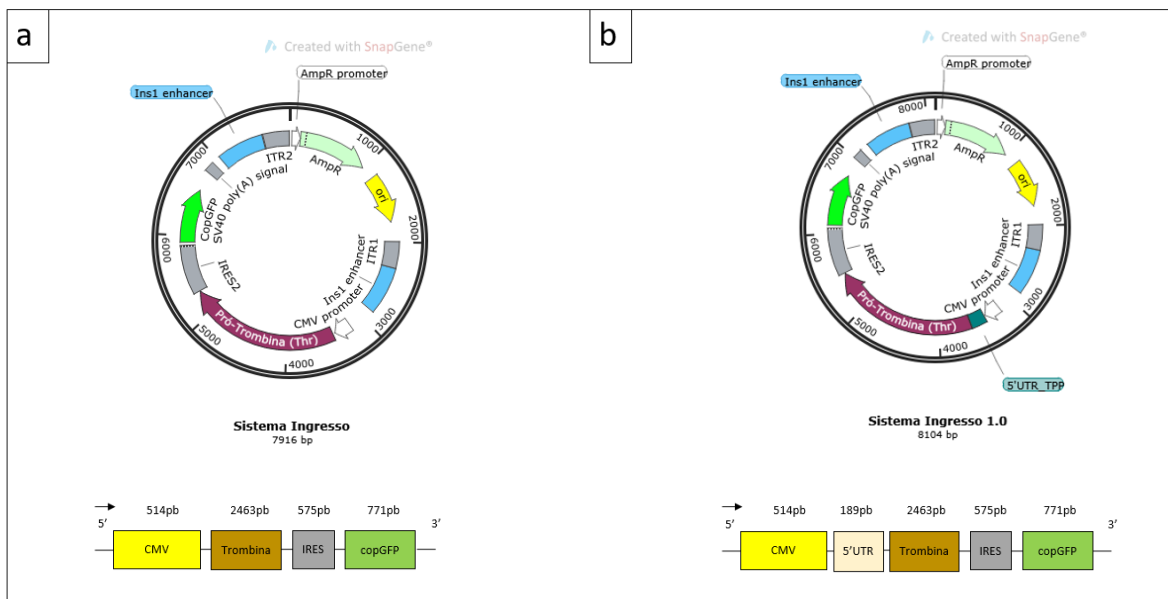 a
Created with SnapGene®
AmpR promoter
Ins1 enhancer
ITR2
AmpR
1000
ori
2000
ITR1
Ins1 enhancer
3000
CMV promoter
4000
Pró-Trombina (Thr)
5000
IRES2
6000
CopGFP
SV40 poly(A) signal
7000
Sistema Ingresso
7916 bp
514pb 2463pb 575pb 771pb
5’ 3’
CMV Trombina IRES copGFP
b
Created with SnapGene®
AmpR promoter
Ins1 enhancer
8000
ITR2
AmpR
1000
ori
2000
ITR1
Ins1 enhancer
3000
CMV promoter
5'UTR_TPP
4000
Pró-Trombina (Thr)
5000
IRES2
6000
CopGFP
SV40 poly(A) signal
7000
Sistema Ingresso 1.0
8104 bp
514pb 189pb 2463pb 575pb 771pb
5’ 3’
CMV 5’UTR Trombina IRES copGFP